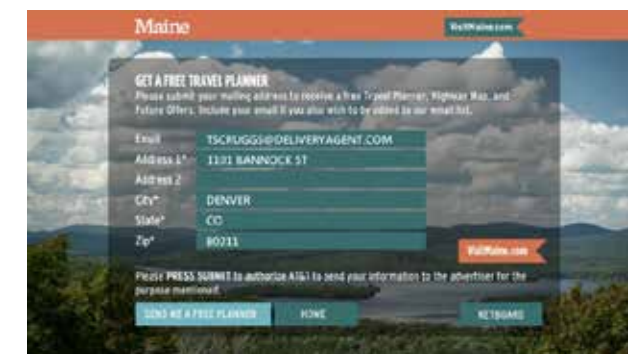 Maine
VisitMaine.com
GET A FREE TRAVEL PLANNER
Please submit your mailing address to receive a free Travel Planner, Highway Map, and
Future Offers. Include your email if you also wish to be added to our email list.
Email TSCRUGGS@DELIVERYAGENT.COM
Address 1* 1101 BANNOCK ST
Address 2
City* DENVER
State* CO
Zip* 80211
VisitMaine.com
Please PRESS SUBMIT to authorize AT&T to send your information to the advertiser for the
purpose mentioned.
SEND ME A FREE PLANNER HOME KEYBOARD